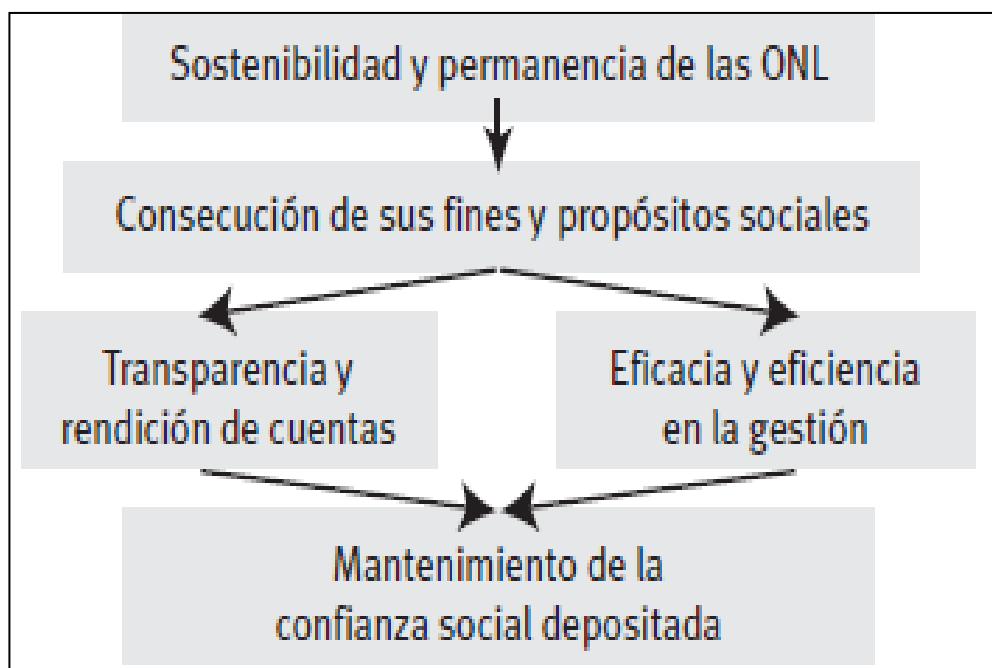 Sostenibilidad y permanencia de las ONL
Consecución de sus fines y propósitos sociales
Transparencia y
rendición de cuentas
Eficacia y eficiencia
en la gestión
Mantenimiento de la
confianza social depositada